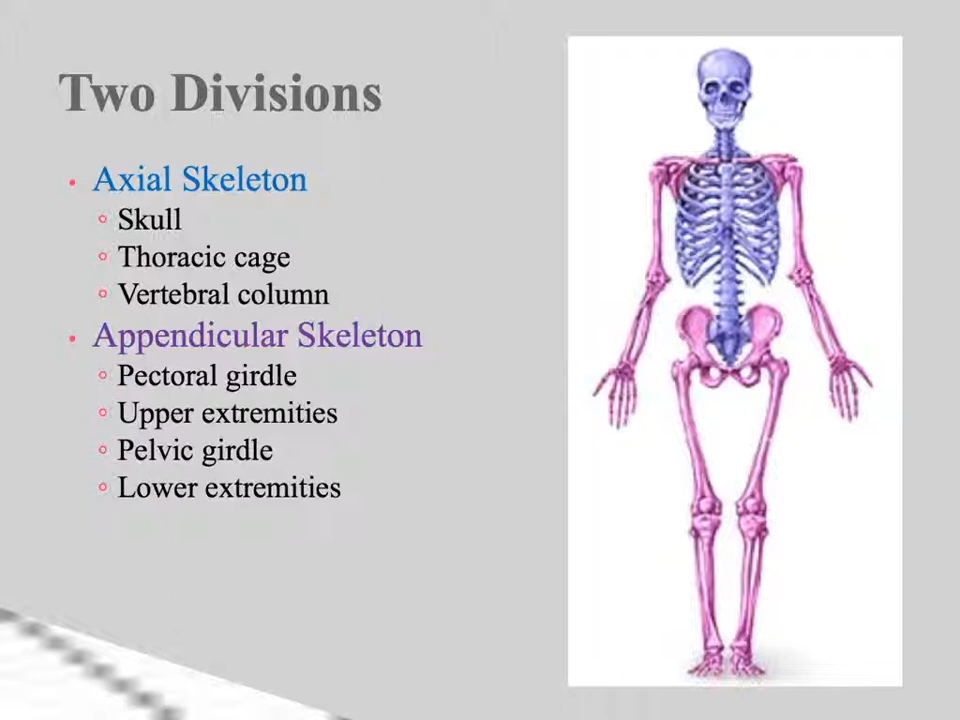 Two Divisions
Axial Skeleton
Skull
Thoracic cage
Vertebral column
Appendicular Skeleton
Pectoral girdle
Upper extremities
Pelvic girdle
Lower extremities